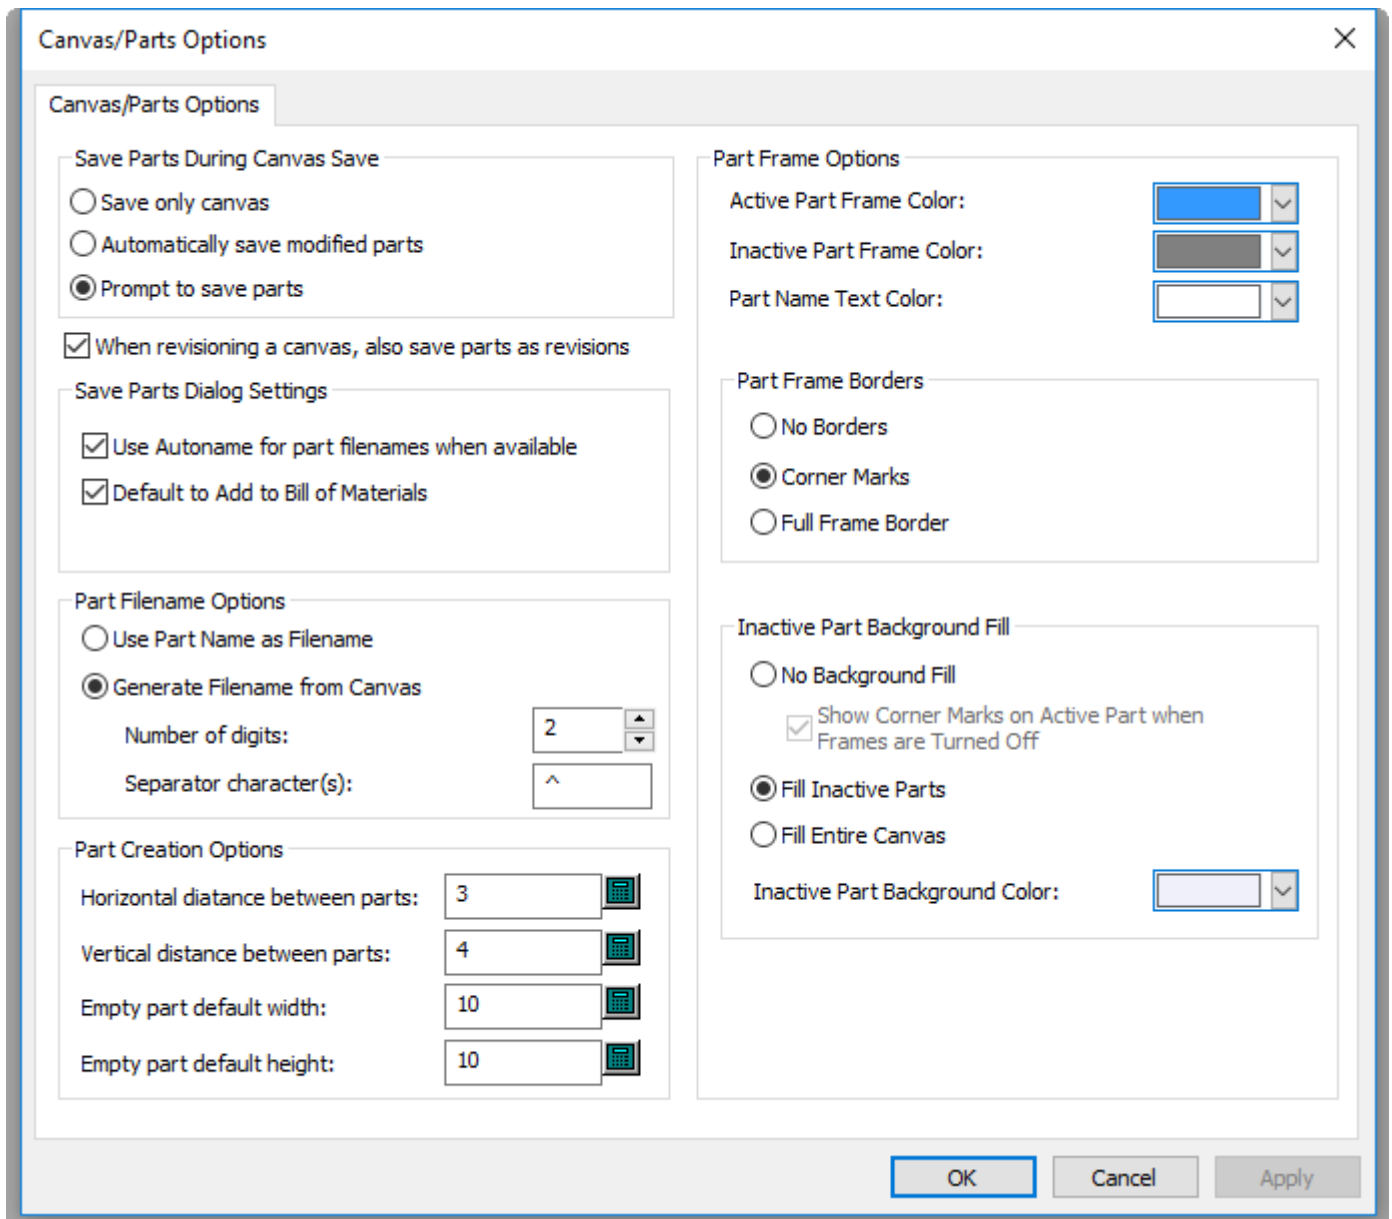 Canvas/Parts Options
Canvas/Parts Options
Save Parts During Canvas Save
Save only canvas
Automatically save modified parts
Prompt to save parts
When revisioning a canvas, also save parts as revisions
Save Parts Dialog Settings
Use Autoname for part filenames when available
Default to Add to Bill of Materials
Part Filename Options
Use Part Name as Filename
Generate Filename from Canvas
Number of digits: 2
Separator character(s): ^
Part Creation Options
Horizontal diatance between parts: 3
Vertical distance between parts: 4
Empty part default width: 10
Empty part default height: 10
Part Frame Options
Active Part Frame Color:
Inactive Part Frame Color:
Part Name Text Color:
Part Frame Borders
No Borders
Corner Marks
Full Frame Border
Inactive Part Background Fill
No Background Fill
Show Corner Marks on Active Part when
Frames are Turned Off
Fill Inactive Parts
Fill Entire Canvas
Inactive Part Background Color:
OK Cancel Apply